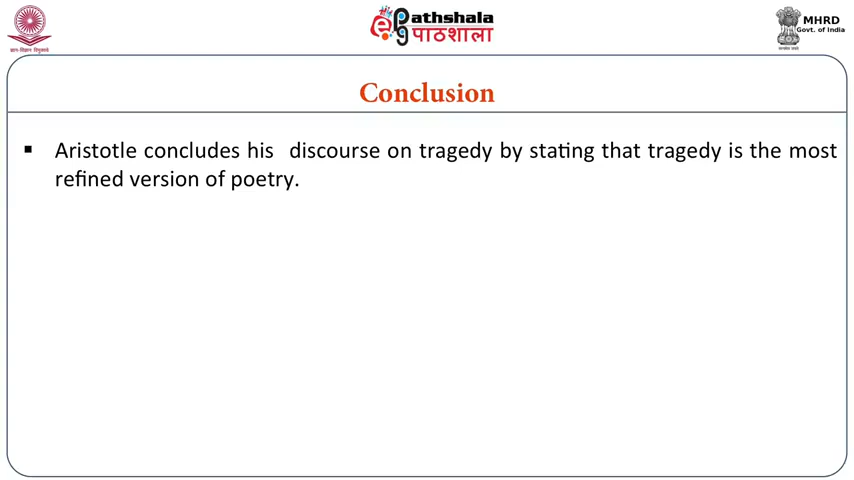 ePathshala
पाठशाला
MHRD
Govt. of India
Conclusion
▪ Aristotle concludes his  discourse on tragedy by stating that tragedy is the most
refined version of poetry.